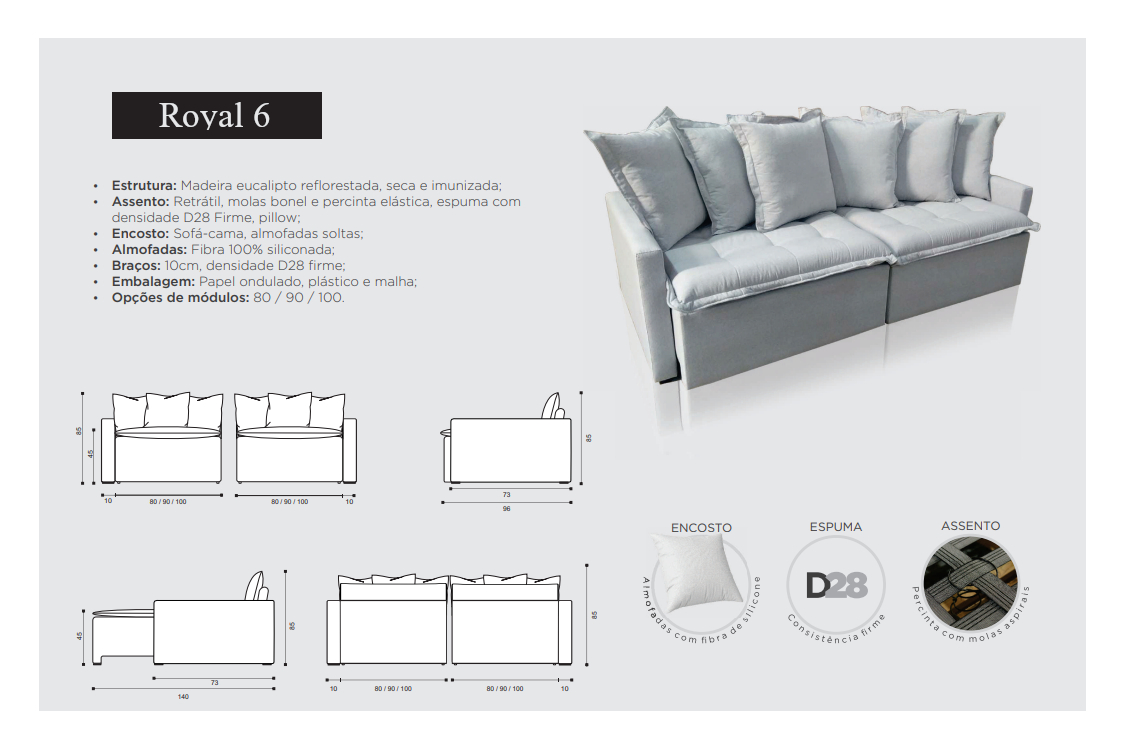 Royal 6
• Estrutura: Madeira eucalipto reflorestada, seca e imunizada;
• Assento: Retrátil, molas bonel e percinta elástica, espuma com
densidade D28 Firme, pillow;
• Encosto: Sofá-cama, almofadas soltas;
• Almofadas: Fibra 100% siliconada;
• Braços: 10cm, densidade D28 firme;
• Embalagem: Papel ondulado, plástico e malha;
• Opções de módulos: 80 / 90 / 100.
85
45
10
80 / 90 / 100
80 / 90 / 100
10
85
73
96
45
85
73
140
85
10
80 / 90 / 100
80 / 90 / 100
10
ENCOSTO
Almofadas com fibra de silicone
ESPUMA
D28
Consistência firme
ASSENTO
Percinta com molas aspirais